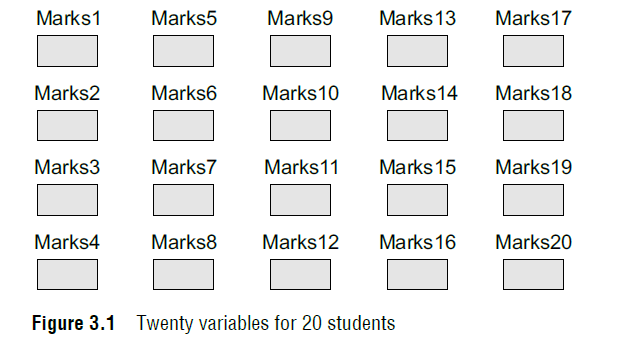 Marks1 Marks5 Marks9 Marks13 Marks17
Marks2 Marks6 Marks10 Marks14 Marks18
Marks3 Marks7 Marks11 Marks15 Marks19
Marks4 Marks8 Marks12 Marks16 Marks20
Figure 3.1 Twenty variables for 20 students